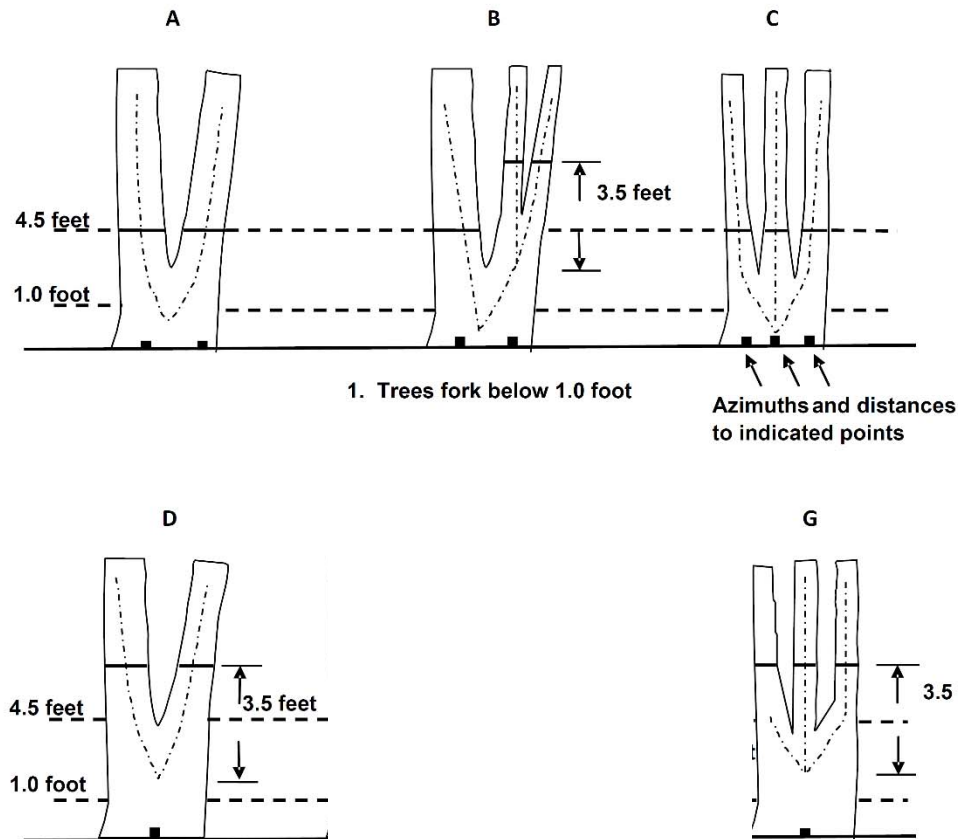 A B C
4.5 feet
3.5 feet
1.0 foot
1. Trees fork below 1.0 foot
Azimuths and distances
to indicated points
D G
4.5 feet
3.5 feet
3.5
1.0 foot